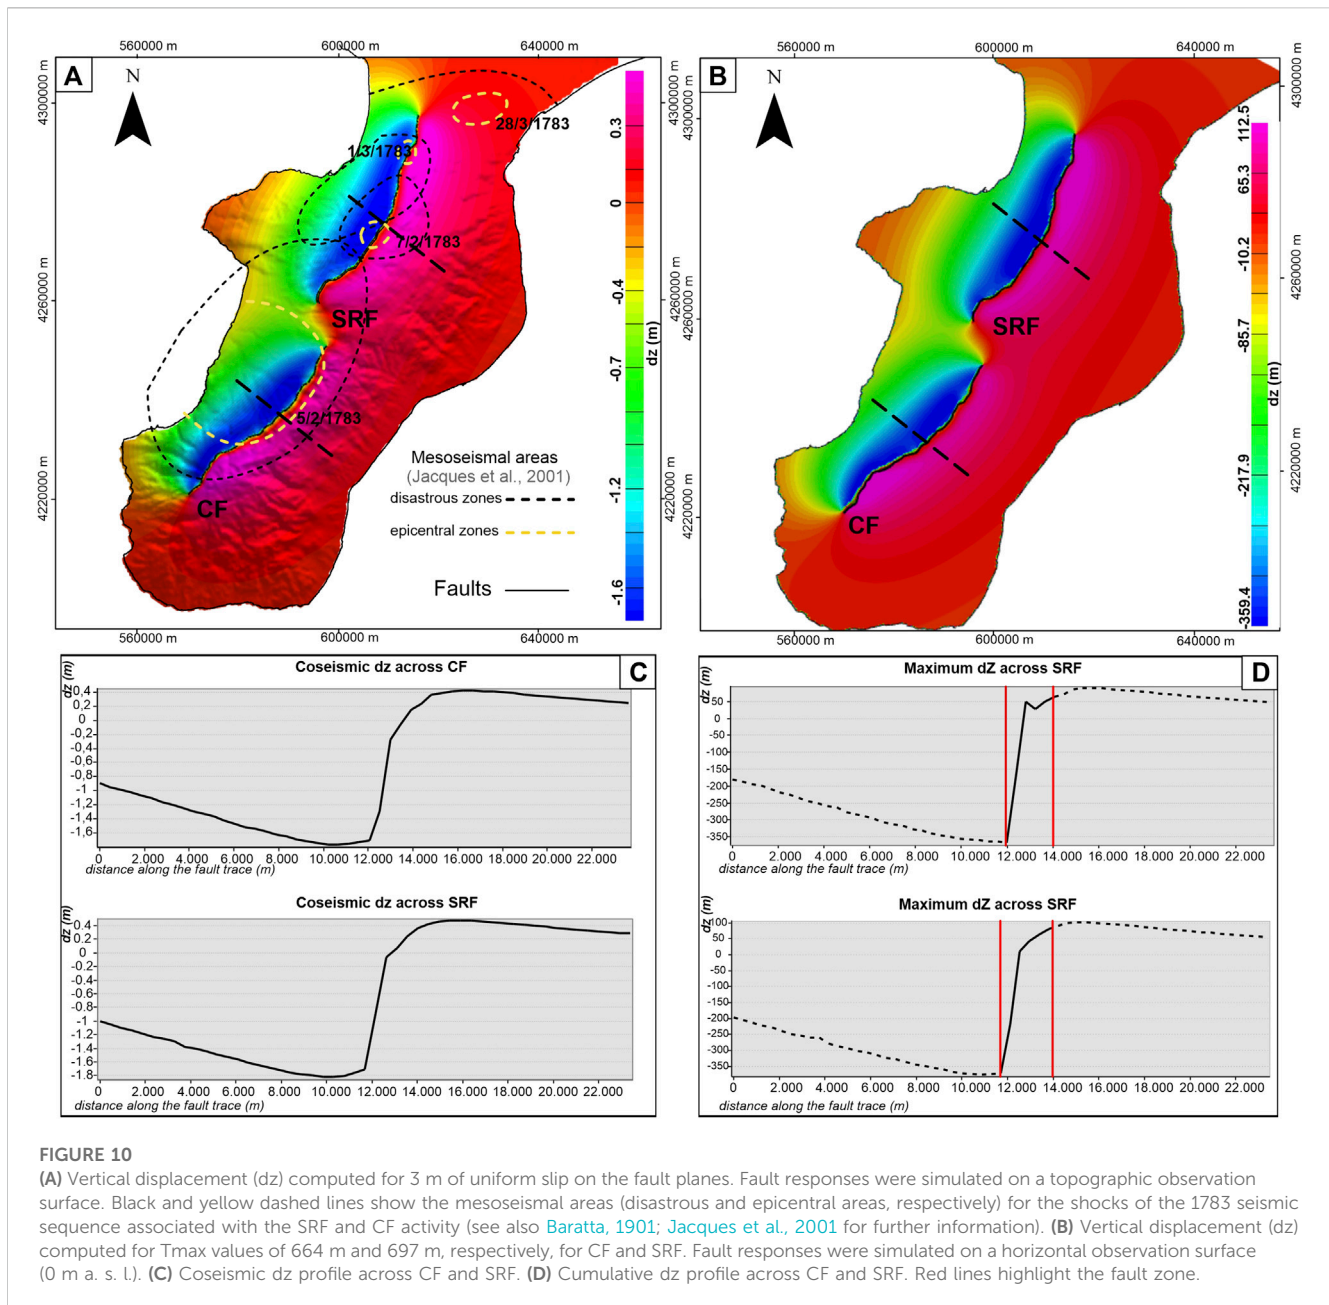 560000 m 600000 m 640000 m
A
N
4300000 m
4260000 m
4220000 m
28/3/1783
1/3/1783
7/2/1783
SRF
5/2/1783
CF
Mesoseismal areas
(Jacques et al., 2001)
disastrous zones
epicentral zones
Faults
0.3
0
-0.4
-0.7
-1.2
-1.6
dz (m)
4300000 m
4260000 m
4220000 m
560000 m 600000 m 640000 m
560000 m 600000 m 640000 m
B
N
4300000 m
4260000 m
4220000 m
SRF
CF
112.5
65.3
-10.2
-85.7
-217.9
-359.4
dz (m)
4300000 m
4260000 m
4220000 m
560000 m 600000 m 640000 m
C
Coseismic dz across CF
dz (m)
0,4
0,2
0
-0,2
-0,4
-0,6
-0,8
-1
-1,2
-1,4
-1,6
0 2.000 4.000 6.000 8.000 10.000 12.000 14.000 16.000 18.000 20.000 22.000
distance along the fault trace (m)
Coseismic dz across SRF
dz (m)
0.4
0.2
0
-0.2
-0.4
-0.6
-0.8
-1
-1.2
-1.4
-1.6
-1.8
0 2.000 4.000 6.000 8.000 10.000 12.000 14.000 16.000 18.000 20.000 22.000
distance along the fault trace (m)
D
Maximum dZ across SRF
dz (m)
50
0
-50
-100
-150
-200
-250
-300
-350
0 2.000 4.000 6.000 8.000 10.000 12.000 14.000 16.000 18.000 20.000 22.000
distance along the fault trace (m)
Maximum dZ across SRF
dz (m)
100
50
0
-50
-100
-150
-200
-250
-300
-350
0 2.000 4.000 6.000 8.000 10.000 12.000 14.000 16.000 18.000 20.000 22.000
distance along the fault trace (m)
FIGURE 10
(A) Vertical displacement (dz) computed for 3 m of uniform slip on the fault planes. Fault responses were simulated on a topographic observation
surface. Black and yellow dashed lines show the mesoseismal areas (disastrous and epicentral areas, respectively) for the shocks of the 1783 seismic
sequence associated with the SRF and CF activity (see also Baratta, 1901; Jacques et al., 2001 for further information). (B) Vertical displacement (dz)
computed for Tmax values of 664 m and 697 m, respectively, for CF and SRF. Fault responses were simulated on a horizontal observation surface
(0 m a. s. l.). (C) Coseismic dz profile across CF and SRF. (D) Cumulative dz profile across CF and SRF. Red lines highlight the fault zone.